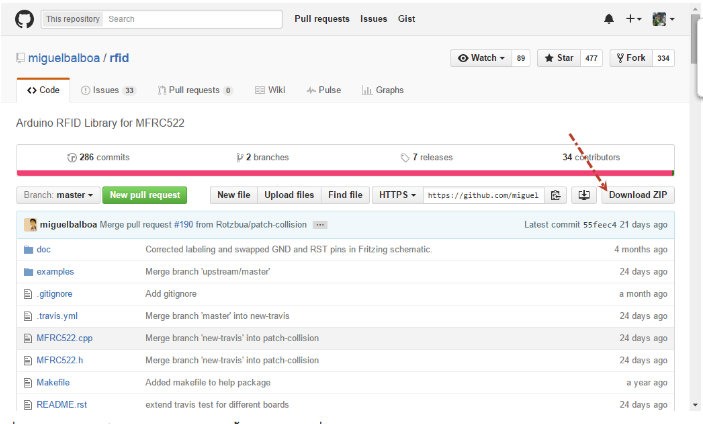 This repository Search Pull requests Issues Gist
miguelbalboa / rfid Watch 89 Star 477 Fork 334
Code Issues 33 Pull requests 0 Wiki Pulse Graphs
Arduino RFID Library for MFRC522
286 commits 2 branches 7 releases 34 contributors
Branch: master New pull request New file Upload files Find file HTTPS https://github.com/miguel Download ZIP
miguelbalboa Merge pull request #190 from Rotzbua/patch-collision ... Latest commit 55feec4 21 days ago
doc Corrected labeling and swapped GND and RST pins in Fritzing schematic. 4 months ago
examples Merge branch 'upstream/master' 24 days ago
.gitignore Add gitignore a month ago
.travis.yml Merge branch 'master' into new-travis 24 days ago
MFRC522.cpp Merge branch 'new-travis' into patch-collision 24 days ago
MFRC522.h Merge branch 'new-travis' into patch-collision 24 days ago
Makefile Added makefile to help package a year ago
README.rst extend travis test for different boards 24 days ago